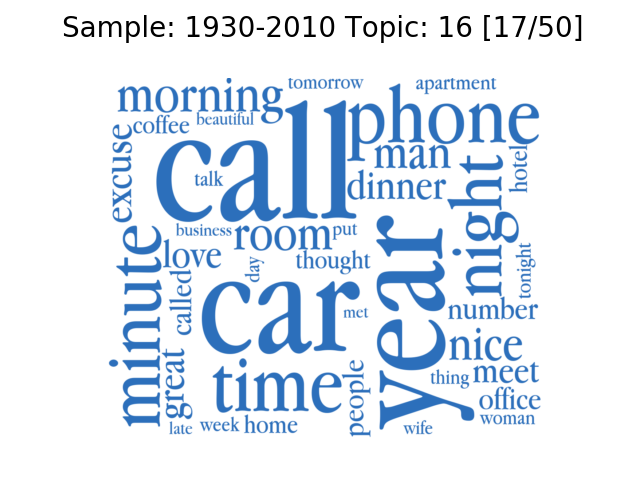 Sample: 1930-2010 Topic: 16 [17/50]
tomorrow
apartment
morning
phone
coffee
beautiful
call
man
excuse
talk
dinner
hotel
night
business
room
put
year
minute
love
thought
day
tonight
called
car
met
number
nice
great
time
people
thing
meet
office
late
week
home
wife
woman